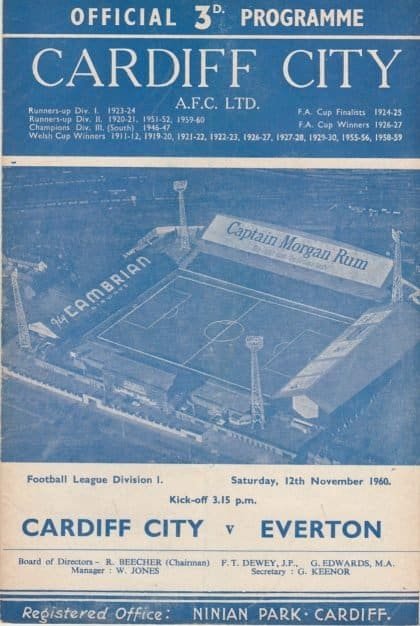 OFFICIAL 3D. PROGRAMME
CARDIFF CITY
A.F.C. LTD.
Runners-up Div. I. 1923-24
Runners-up Div. II. 1920-21, 1951-52, 1959-60
Champions Div. III. (South) 1946-47
F.A. Cup Finalists 1924-25
F.A. Cup Winners 1926-27
Welsh Cup Winners 1911-12, 1919-20, 1921-22, 1922-23, 1926-27, 1927-28, 1929-30, 1955-56, 1958-59
Captain Morgan Rum
CAMBRIAN
Football League Division I.
Saturday, 12th November 1960.
Kick-off 3.15 p.m.
CARDIFF CITY v EVERTON
Board of Directors – R. BEECHER (Chairman) F. T. DEWEY, J.P., G. EDWARDS, M.A.
Manager : W. JONES Secretary : G. KEENOR
Registered Office: NINIAN PARK · CARDIFF.